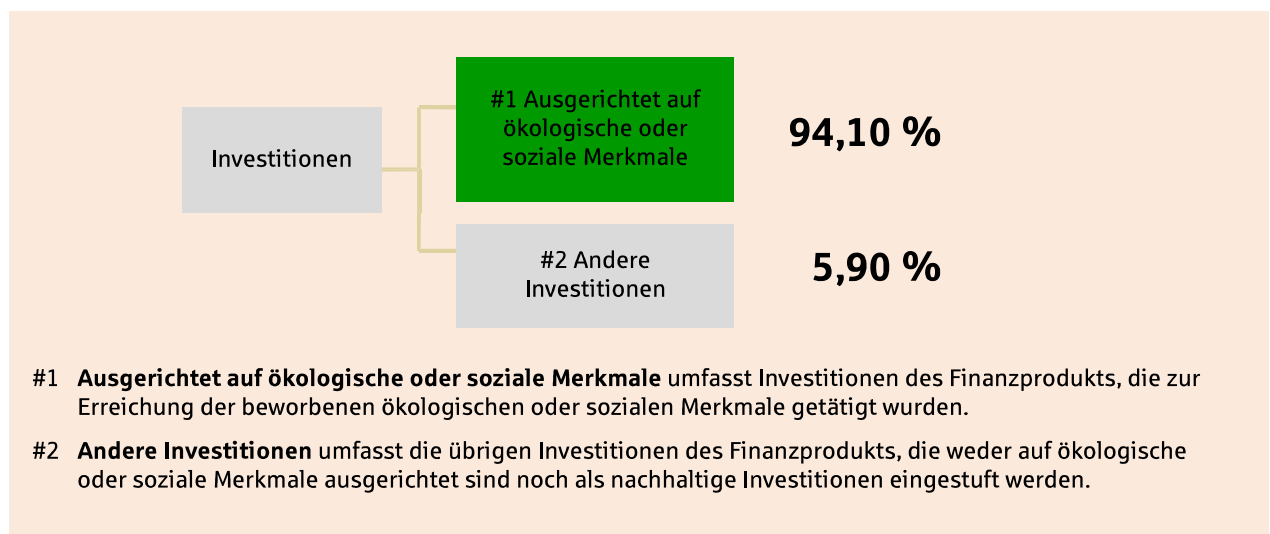 Investitionen
#1 Ausgerichtet auf
ökologische oder
soziale Merkmale
94,10 %
#2 Andere
Investitionen
5,90 %
#1 Ausgerichtet auf ökologische oder soziale Merkmale umfasst Investitionen des Finanzprodukts, die zur
Erreichung der beworbenen ökologischen oder sozialen Merkmale getätigt wurden.
#2 Andere Investitionen umfasst die übrigen Investitionen des Finanzprodukts, die weder auf ökologische
oder soziale Merkmale ausgerichtet sind noch als nachhaltige Investitionen eingestuft werden.